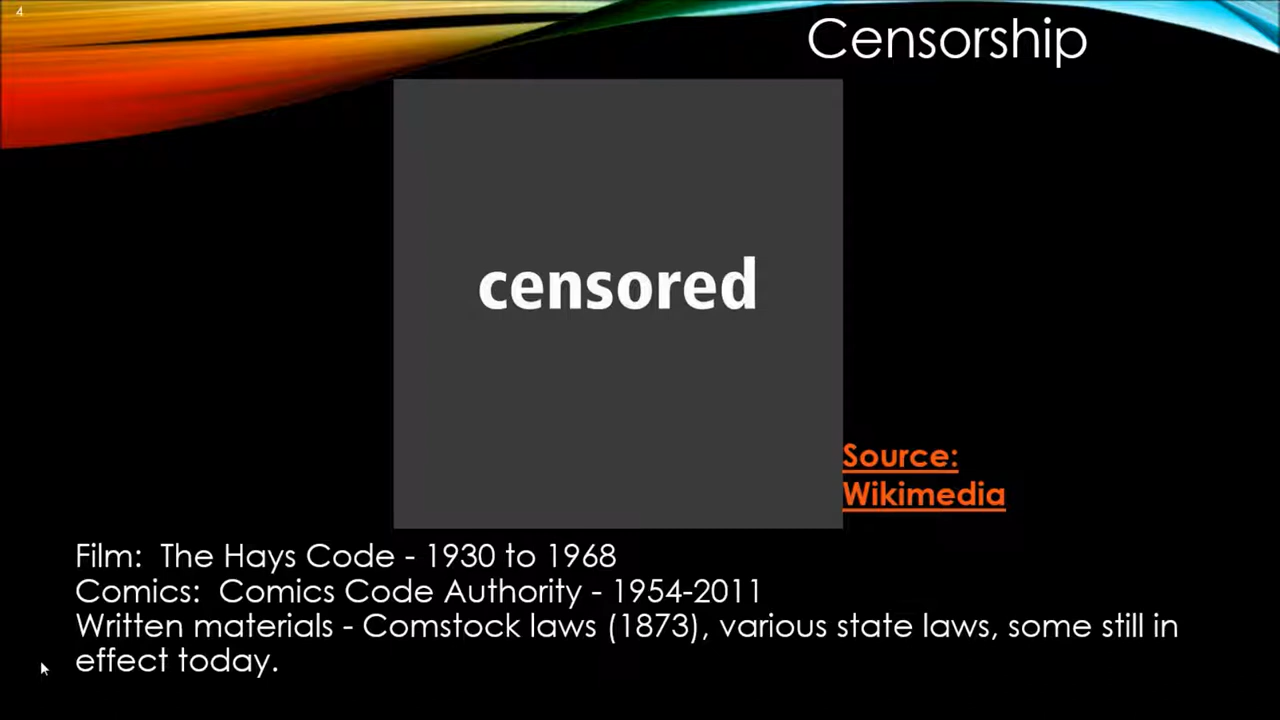 4
Censorship
censored
Source:
Wikimedia
Film:  The Hays Code - 1930 to 1968
Comics:  Comics Code Authority - 1954-2011
Written materials - Comstock laws (1873), various state laws, some still in
effect today.